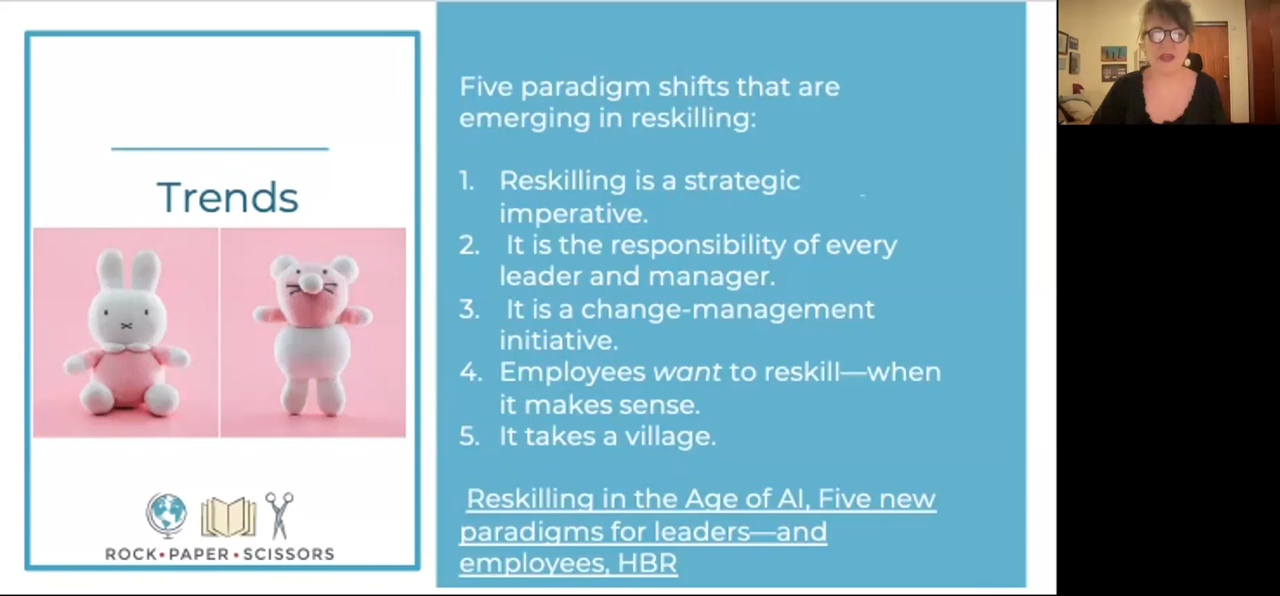 Trends
ROCK•PAPER•SCISSORS
Five paradigm shifts that are
emerging in reskilling:
1. Reskilling is a strategic
imperative.
2. It is the responsibility of every
leader and manager.
3. It is a change-management
initiative.
4. Employees want to reskill—when
it makes sense.
5. It takes a village.
Reskilling in the Age of AI, Five new
paradigms for leaders—and
employees, HBR